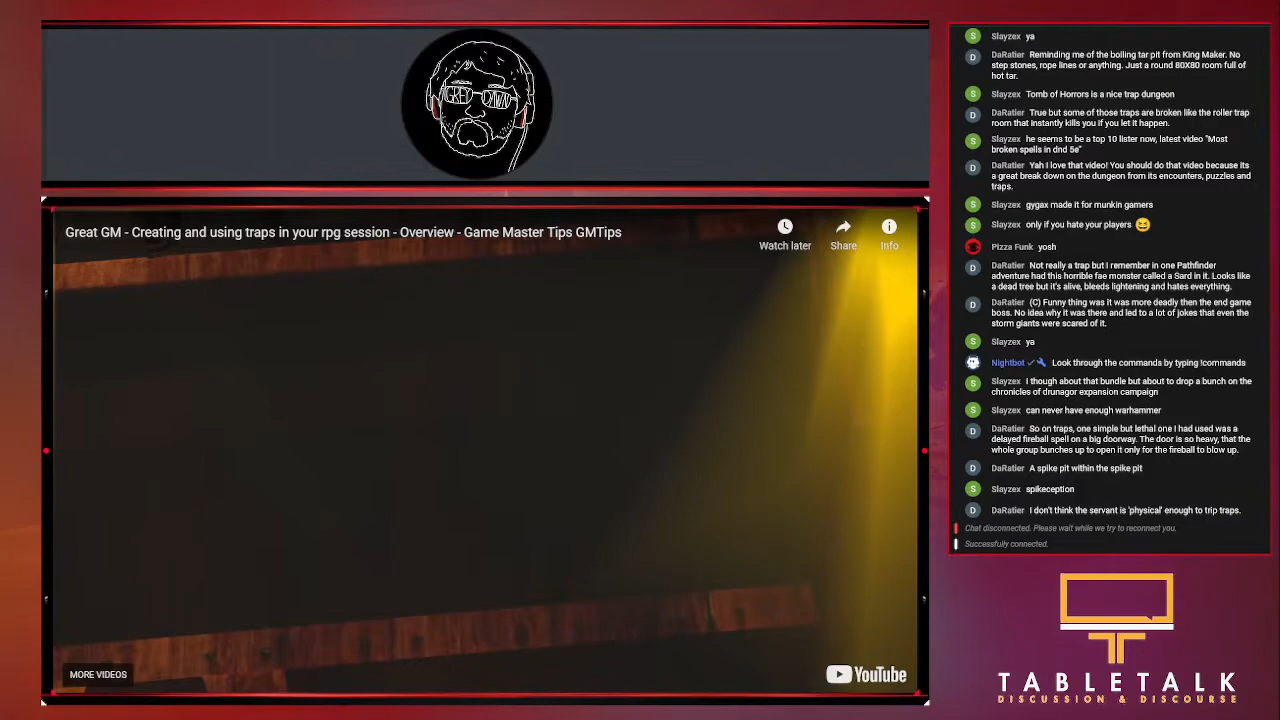 GEEK
DAWN
Great GM - Creating and using traps in your rpg session - Overview - Game Master Tips GMTips
Watch later
Share
Info
MORE VIDEOS
YouTube
S Slayzex ya
D DaRatier Reminding me of the boiling tar pit from King Maker. No
step stones, rope lines or anything. Just a round 80X80 room full of
hot tar.
S Slayzex Tomb of Horrors is a nice trap dungeon
D DaRatier True but some of those traps are broken like the roller trap
room that instantly kills you if you let it happen.
S Slayzex he seems to be a top 10 lister now, latest video "Most
broken spells in dnd 5e"
D DaRatier Yah I love that video! You should do that video because its
a great break down on the dungeon from its encounters, puzzles and
traps.
S Slayzex gygax made it for munkin gamers
S Slayzex only if you hate your players 😆
Pizza Funk yosh
D DaRatier Not really a trap but I remember in one Pathfinder
adventure had this horrible fae monster called a Sard in it. Looks like
a dead tree but it's alive, bleeds lightening and hates everything.
D DaRatier (C) Funny thing was it was more deadly then the end game
boss. No idea why it was there and led to a lot of jokes that even the
storm giants were scared of it.
S Slayzex ya
Nightbot Look through the commands by typing !commands
S Slayzex I though about that bundle but about to drop a bunch on the
chronicles of drunagor expansion campaign
S Slayzex can never have enough warhammer
D DaRatier So on traps, one simple but lethal one I had used was a
delayed fireball spell on a big doorway. The door is so heavy, that the
whole group bunches up to open it only for the fireball to blow up.
D DaRatier A spike pit within the spike pit
S Slayzex spikeception
D DaRatier I don't think the servant is 'physical' enough to trip traps.
Chat disconnected. Please wait while we try to reconnect you.
Successfully connected.
TABLETALK
DISCUSSION & DISCOURSE